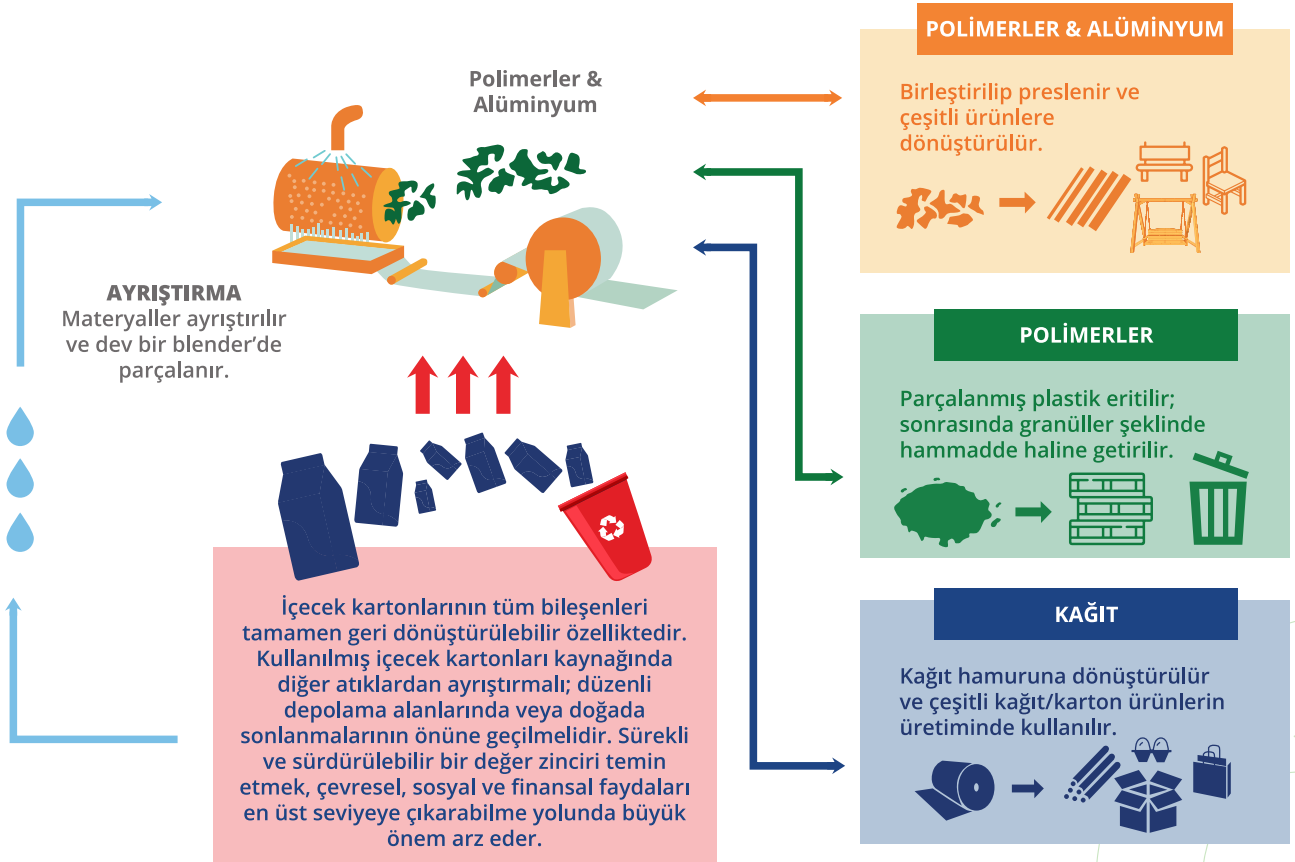 Polimerler &
Alüminyum
AYRIŞTIRMA
Materyaller ayrıştırılır
ve dev bir blender’de
parçalanır.
İçecek kartonlarının tüm bileşenleri
tamamen geri dönüştürülebilir özelliktedir.
Kullanılmış içecek kartonları kaynağında
diğer atıklardan ayrıştırmalı; düzenli
depolama alanlarında veya doğada
sonlanmalarının önüne geçilmelidir. Sürekli
ve sürdürülebilir bir değer zinciri temin
etmek, çevresel, sosyal ve finansal faydaları
en üst seviyeye çıkarabilme yolunda büyük
önem arz eder.
POLİMERLER & ALÜMİNYUM
Birleştirilip preslenir ve
çeşitli ürünlere
dönüştürülür.
POLİMERLER
Parçalanmış plastik eritilir;
sonrasında granüller şeklinde
hammadde haline getirilir.
KAĞIT
Kağıt hamuruna dönüştürülür
ve çeşitli kağıt/karton ürünlerin
üretiminde kullanılır.